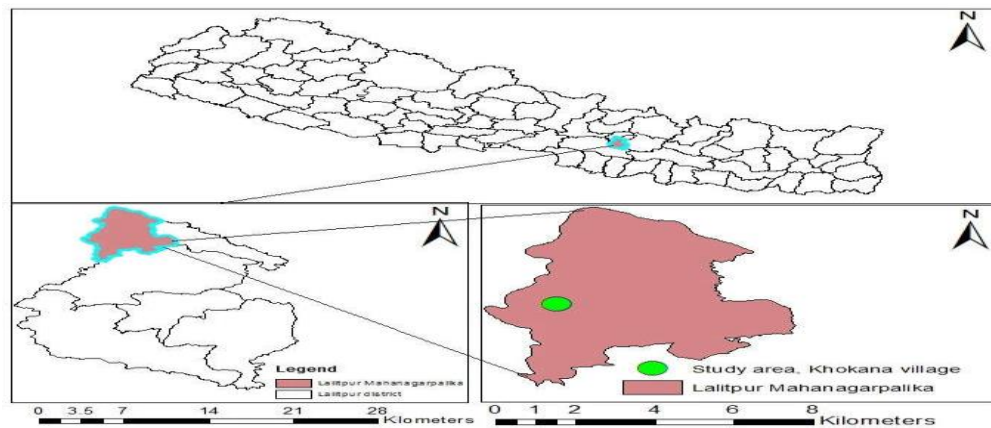 N
N
N
Legend
Lalitpur Mahanagarpalika
Lalitpur district
0 3.5 7 14 21 28
Kilometers
Study area, Khokana village
Lalitpur Mahanagarpalika
0 1 2 4 6 8
Kilometers